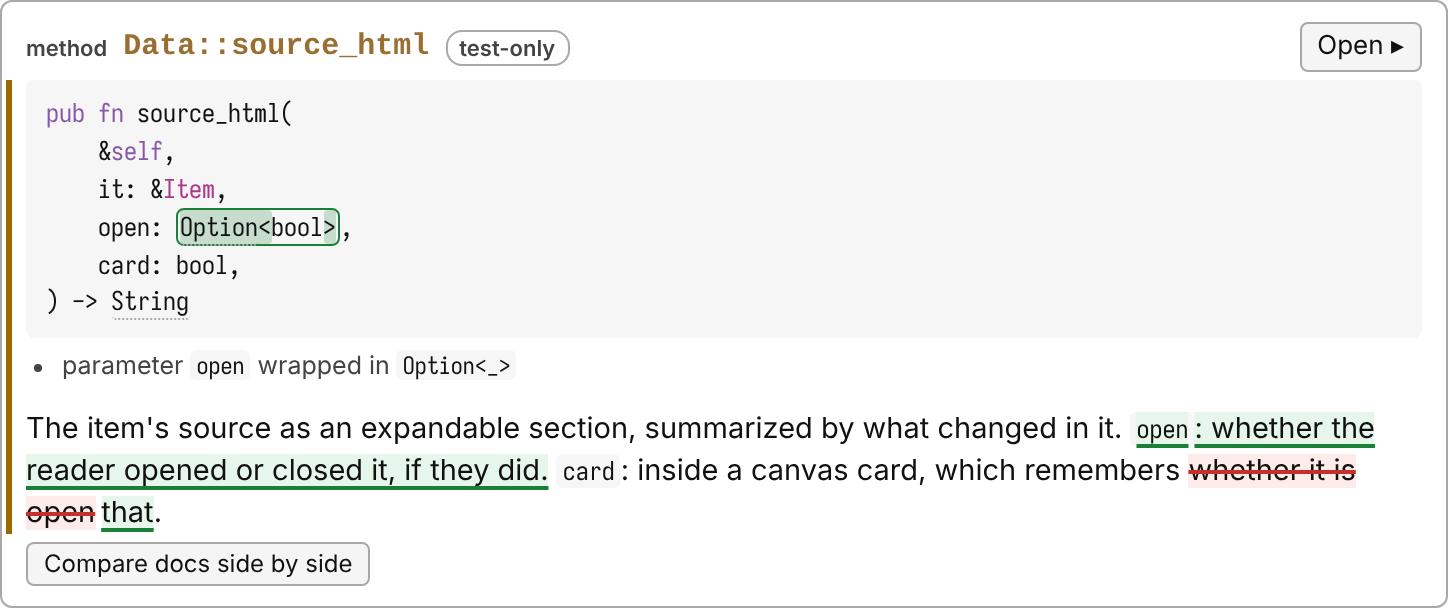 method Data::source_html test-only Open ▸
pub fn source_html(
&self,
it: &Item,
open: Option<bool>,
card: bool,
) -> String
• parameter open wrapped in Option<_>
The item's source as an expandable section, summarized by what changed in it. open: whether the
reader opened or closed it, if they did. card: inside a canvas card, which remembers whether it is
open that.
Compare docs side by side